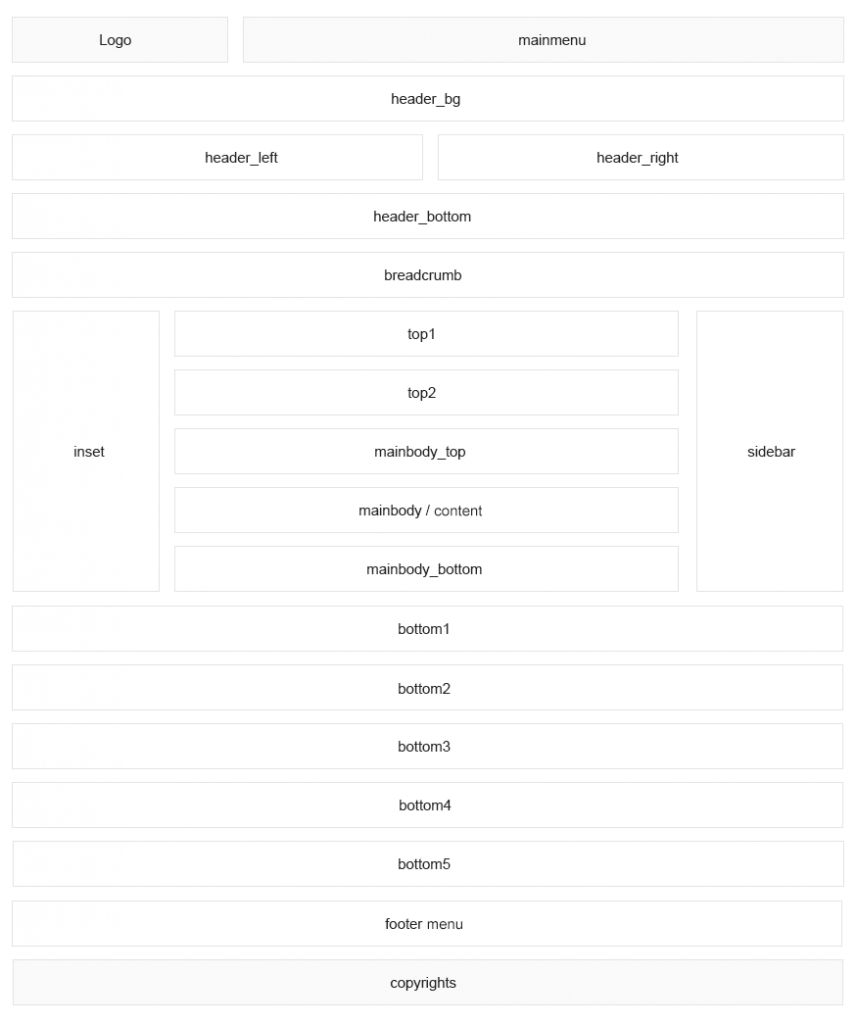 Logo
mainmenu
header_bg
header_left
header_right
header_bottom
breadcrumb
inset
top1
top2
mainbody_top
mainbody / content
mainbody_bottom
sidebar
bottom1
bottom2
bottom3
bottom4
bottom5
footer menu
copyrights